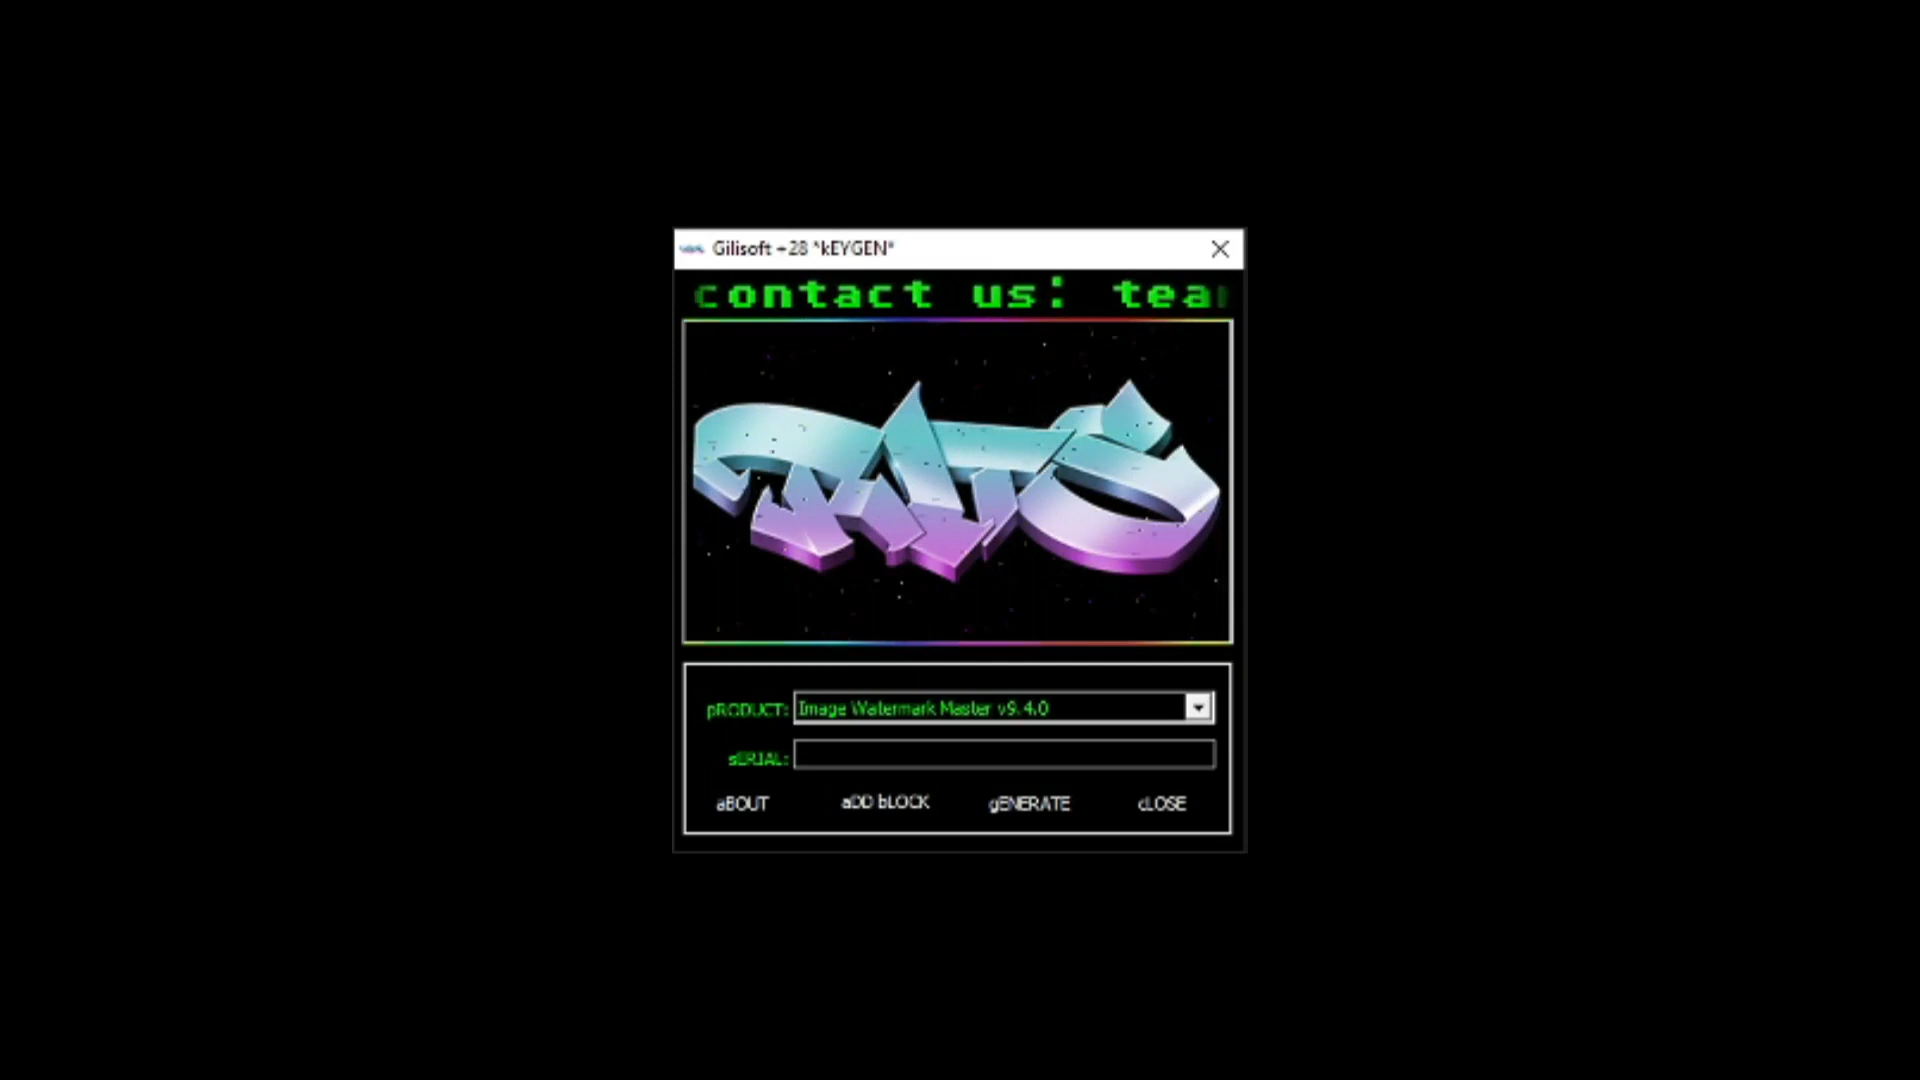 Gilisoft +28 *kEYGEN*
contact us: tea
pRODUCT: Image Watermark Master v9.4.0
sERIAL:
aBOUT aDD bLOCK gENERATE cLOSE